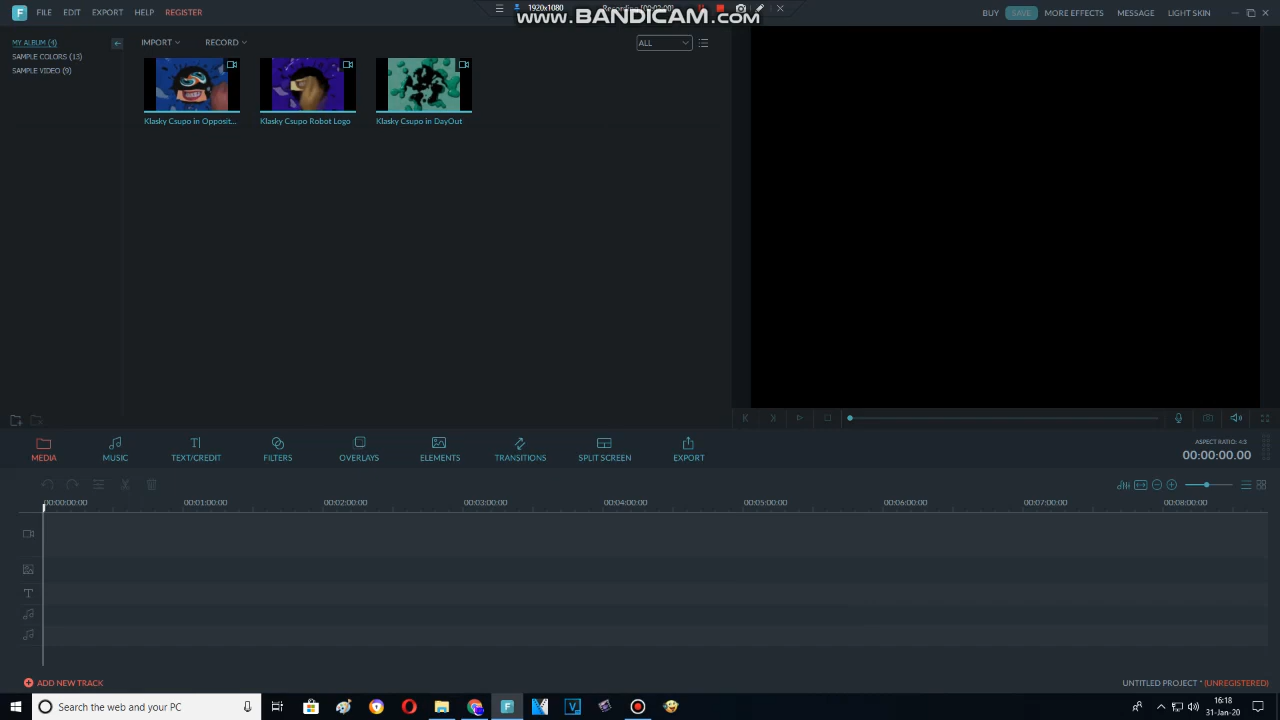 FILE EDIT EXPORT HELP REGISTER
1920x1080
WWW.BANDICAM.COM
BUY SAVE MORE EFFECTS MESSAGE LIGHT SKIN
MY ALBUM (4)
SAMPLE COLORS (13)
SAMPLE VIDEO (9)
IMPORT RECORD ALL
Klasky Csupo in Opposit... Klasky Csupo Robot Logo Klasky Csupo in DayOut
MEDIA MUSIC TEXT/CREDIT FILTERS OVERLAYS ELEMENTS TRANSITIONS SPLIT SCREEN EXPORT
ASPECT RATIO: 4:3
00:00:00.00
00:00:00:00 00:01:00:00 00:02:00:00 00:03:00:00 00:04:00:00 00:05:00:00 00:06:00:00 00:07:00:00 00:08:00:00
ADD NEW TRACK
UNTITLED PROJECT * (UNREGISTERED)
Search the web and your PC
16:18
31-Jan-20